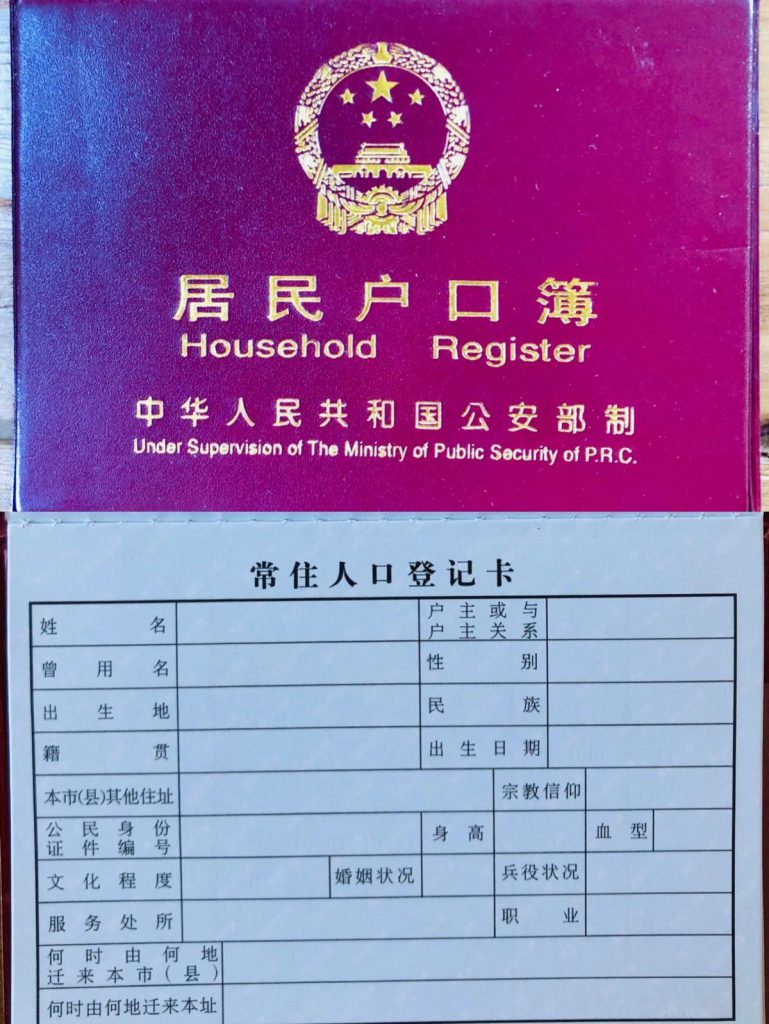 居民户口簿
Household Register
中华人民共和国公安部制
Under Supervision of The Ministry of Public Security of P.R.C.
常住人口登记卡
姓名 户主或与户主关系
曾用名 性别
出生地 民族
籍贯 出生日期
本市(县)其他住址 宗教信仰
公民身份证件编号 身高 血型
文化程度 婚姻状况 兵役状况
服务处所 职业
何时由何地迁来本市(县)
何时由何地迁来本址